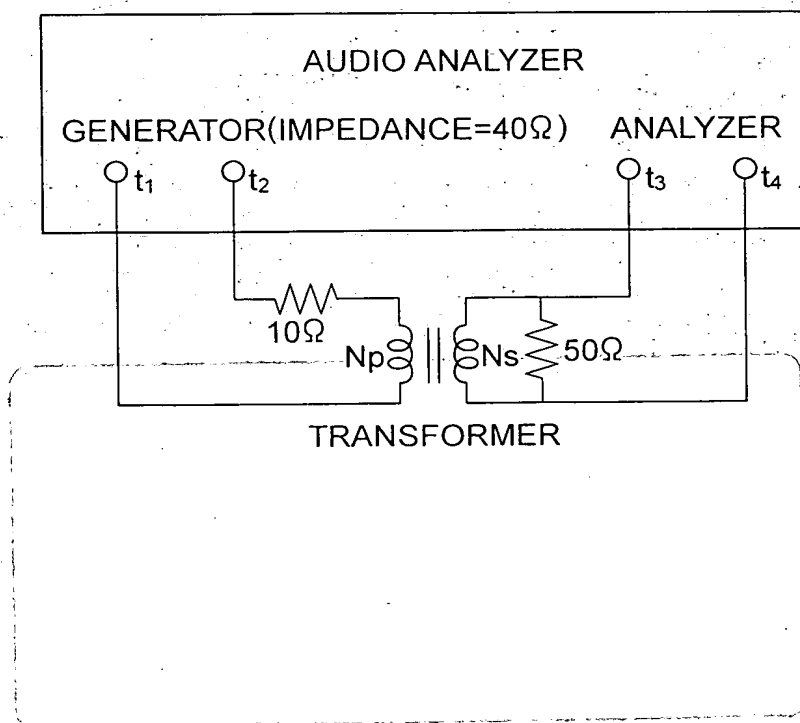 AUDIO ANALYZER
GENERATOR(IMPEDANCE=40Ω) ANALYZER
t1 t2 t3 t4
10Ω
Np Ns 50Ω
TRANSFORMER